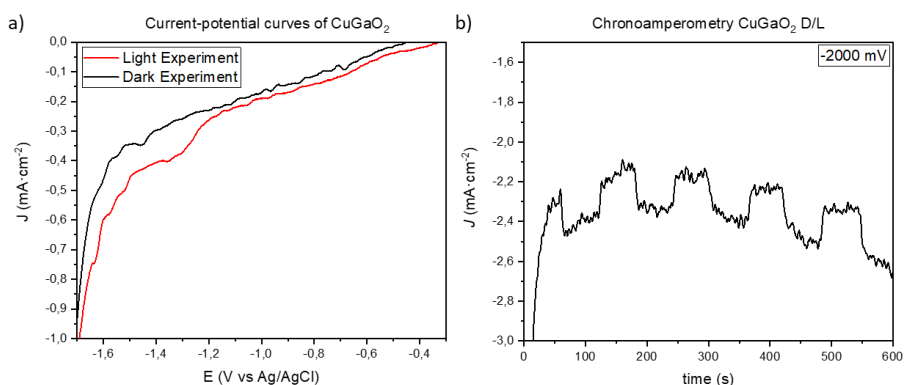 a)
Current-potential curves of CuGaO₂
Light Experiment
Dark Experiment
0,0
-0,1
-0,2
-0,3
-0,4
-0,5
-0,6
-0,7
-0,8
-0,9
-1,0
J (mA·cm⁻²)
-1,6 -1,4 -1,2 -1,0 -0,8 -0,6 -0,4
E (V vs Ag/AgCl)
b)
Chronoamperometry CuGaO₂ D/L
-2000 mV
-1,6
-1,8
-2,0
-2,2
-2,4
-2,6
-2,8
-3,0
J (mA·cm⁻²)
0 100 200 300 400 500 600
time (s)